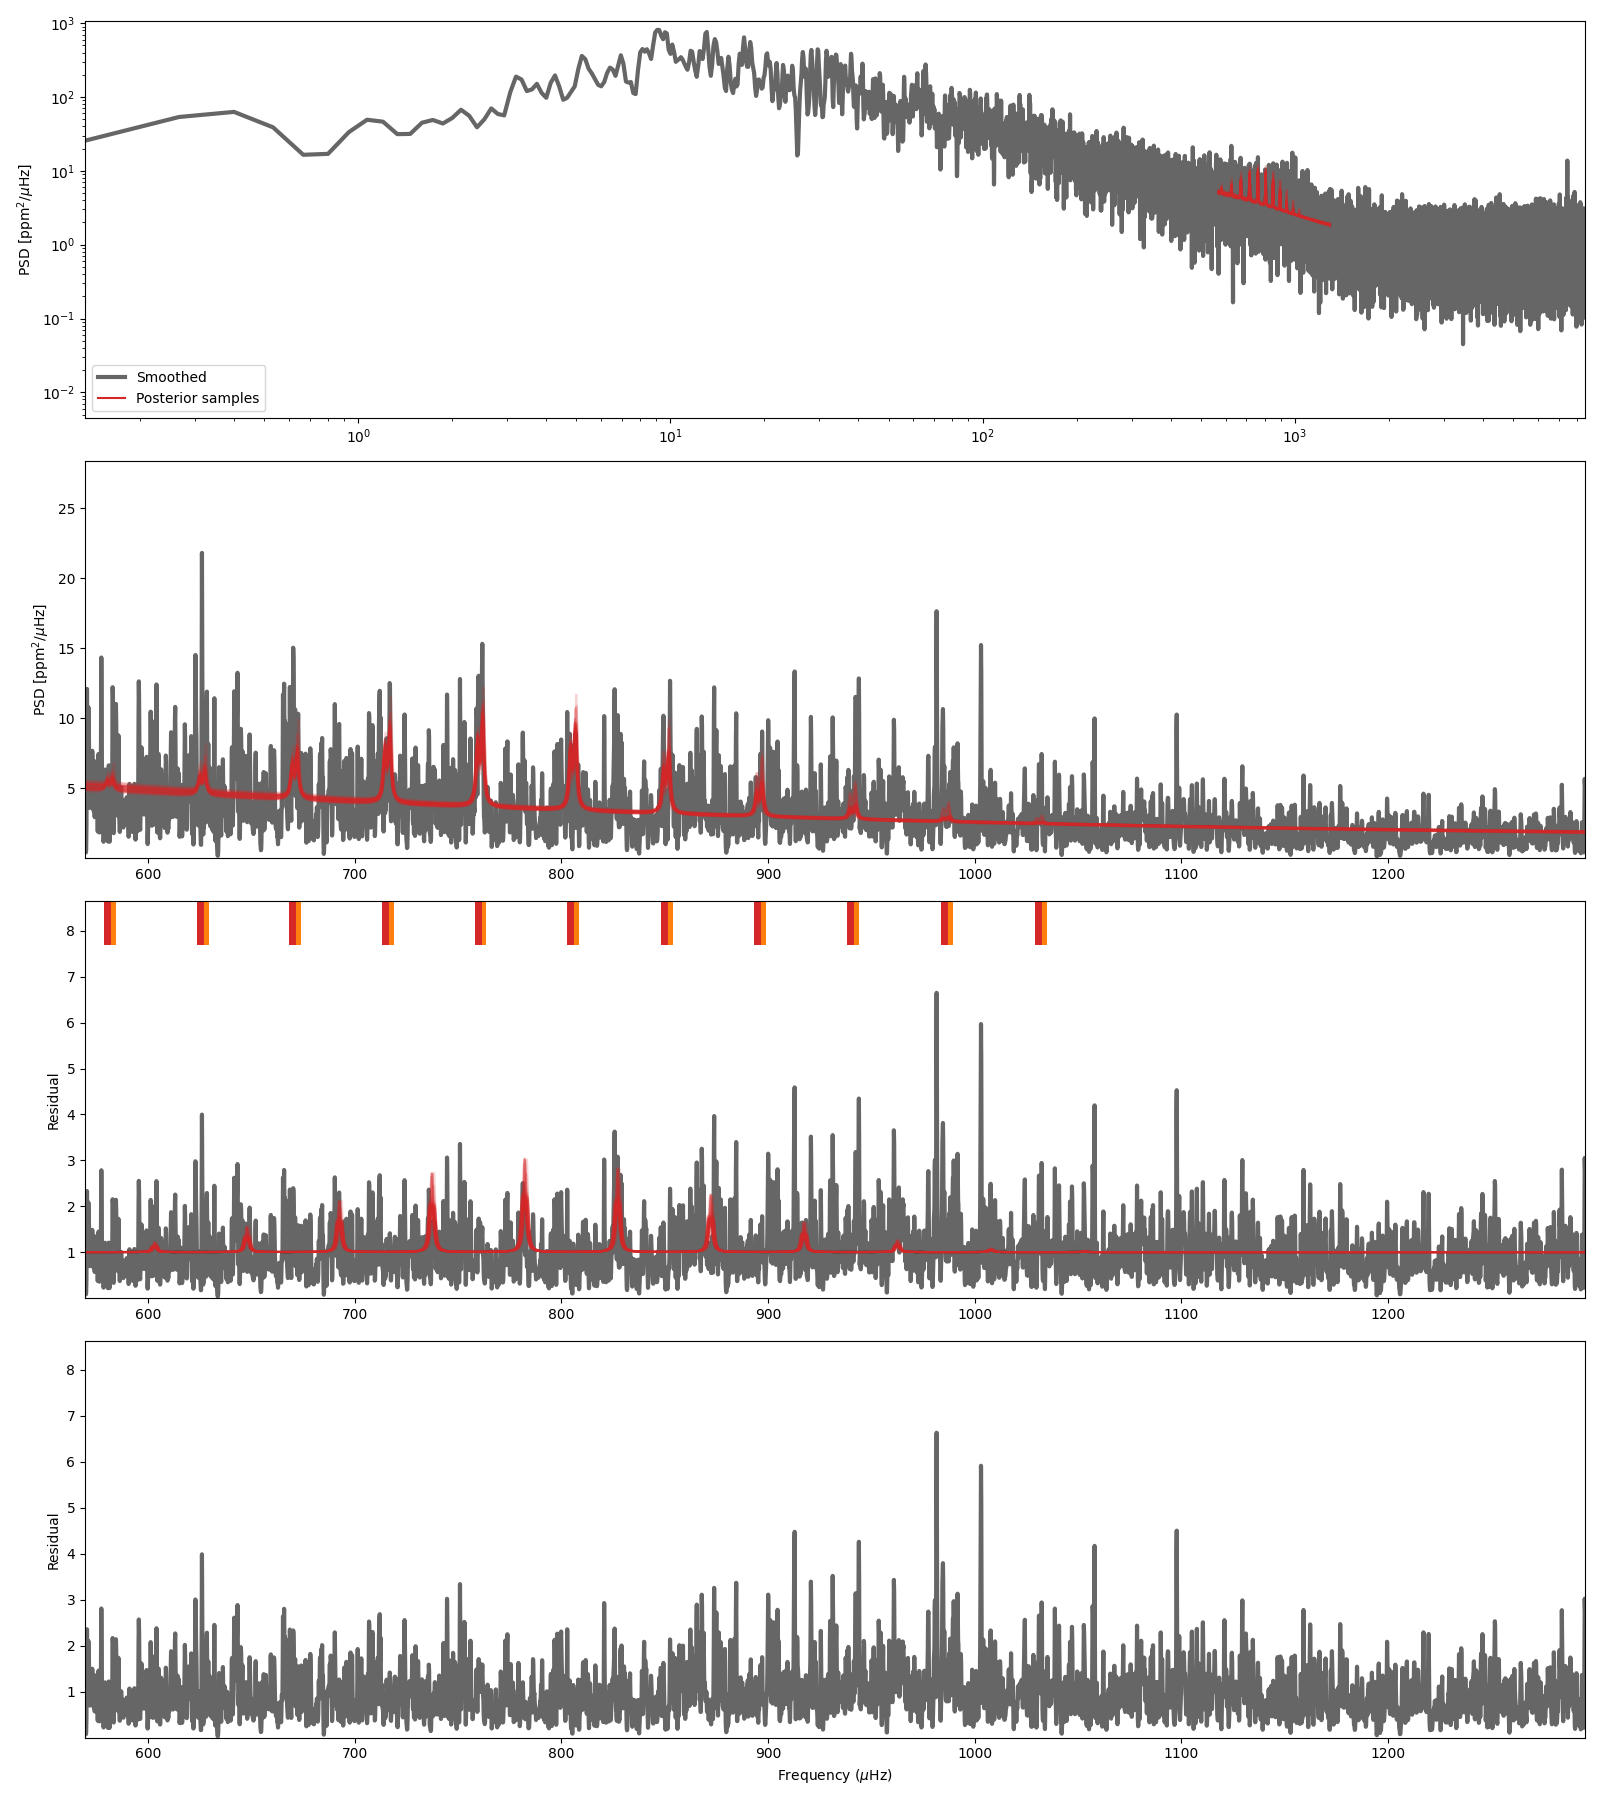 10³
10²
10¹
10⁰
10⁻¹
10⁻²
PSD [ppm²/μHz]
Smoothed
Posterior samples
10⁰ 10¹ 10² 10³
25
20
15
10
5
PSD [ppm²/μHz]
600 700 800 900 1000 1100 1200
8
7
6
5
4
3
2
1
Residual
600 700 800 900 1000 1100 1200
8
7
6
5
4
3
2
1
Residual
600 700 800 900 1000 1100 1200
Frequency (μHz)